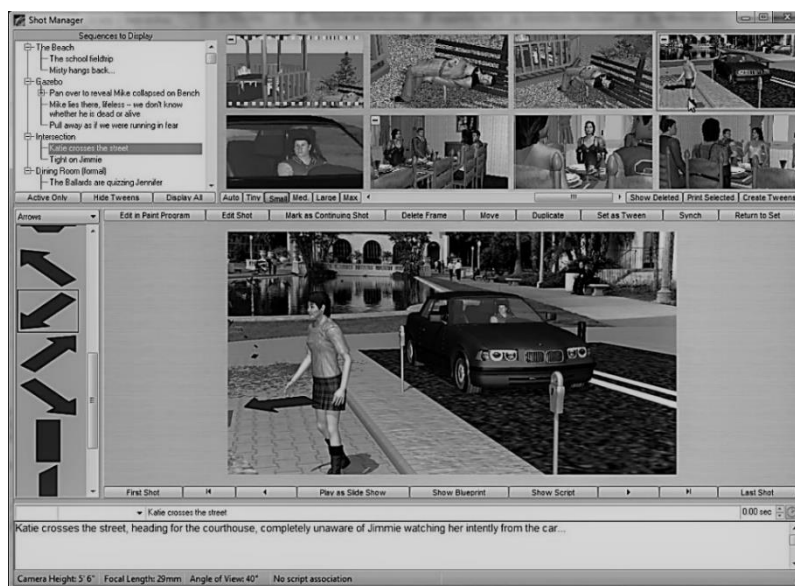 Shot Manager
Sequences to Display
The Beach
The school fieldtrip
Misty hangs back...
Gazebo
Pan over to reveal Mike collapsed on Bench
Mike lies there, lifeless – we don't know
whether he is dead or alive
Pull away as if we were running in fear
Intersection
Katie crosses the street
Tight on Jimmie
Dining Room (formal)
The Ballards are quizzing Jennifer
Active Only Hide Tweens Display All Auto Tiny Small Med. Large Max Show Deleted Print Selected Create Tweens
Arrows Edit in Paint Program Edit Shot Mark as Continuing Shot Delete Frame Move Duplicate Set as Tween Synch Return to Set
First Shot Play as Slide Show Show Blueprint Show Script Last Shot
Katie crosses the street 0.00 sec
Katie crosses the street, heading for the courthouse, completely unaware of Jimmie watching her intently from the car...
Camera Height: 5' 6" Focal Length: 29mm Angle of View: 40° No script association